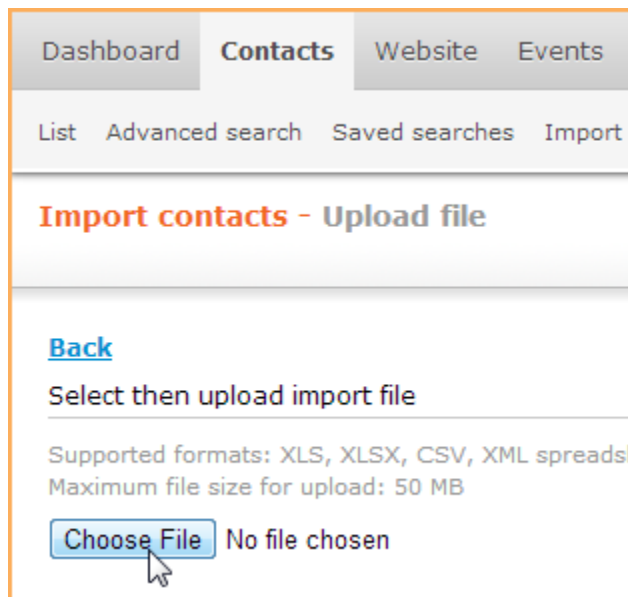 Dashboard Contacts Website Events
List Advanced search Saved searches Import
Import contacts - Upload file
Back
Select then upload import file
Supported formats: XLS, XLSX, CSV, XML
Maximum file size for upload: 50 MB
Choose File No file chosen